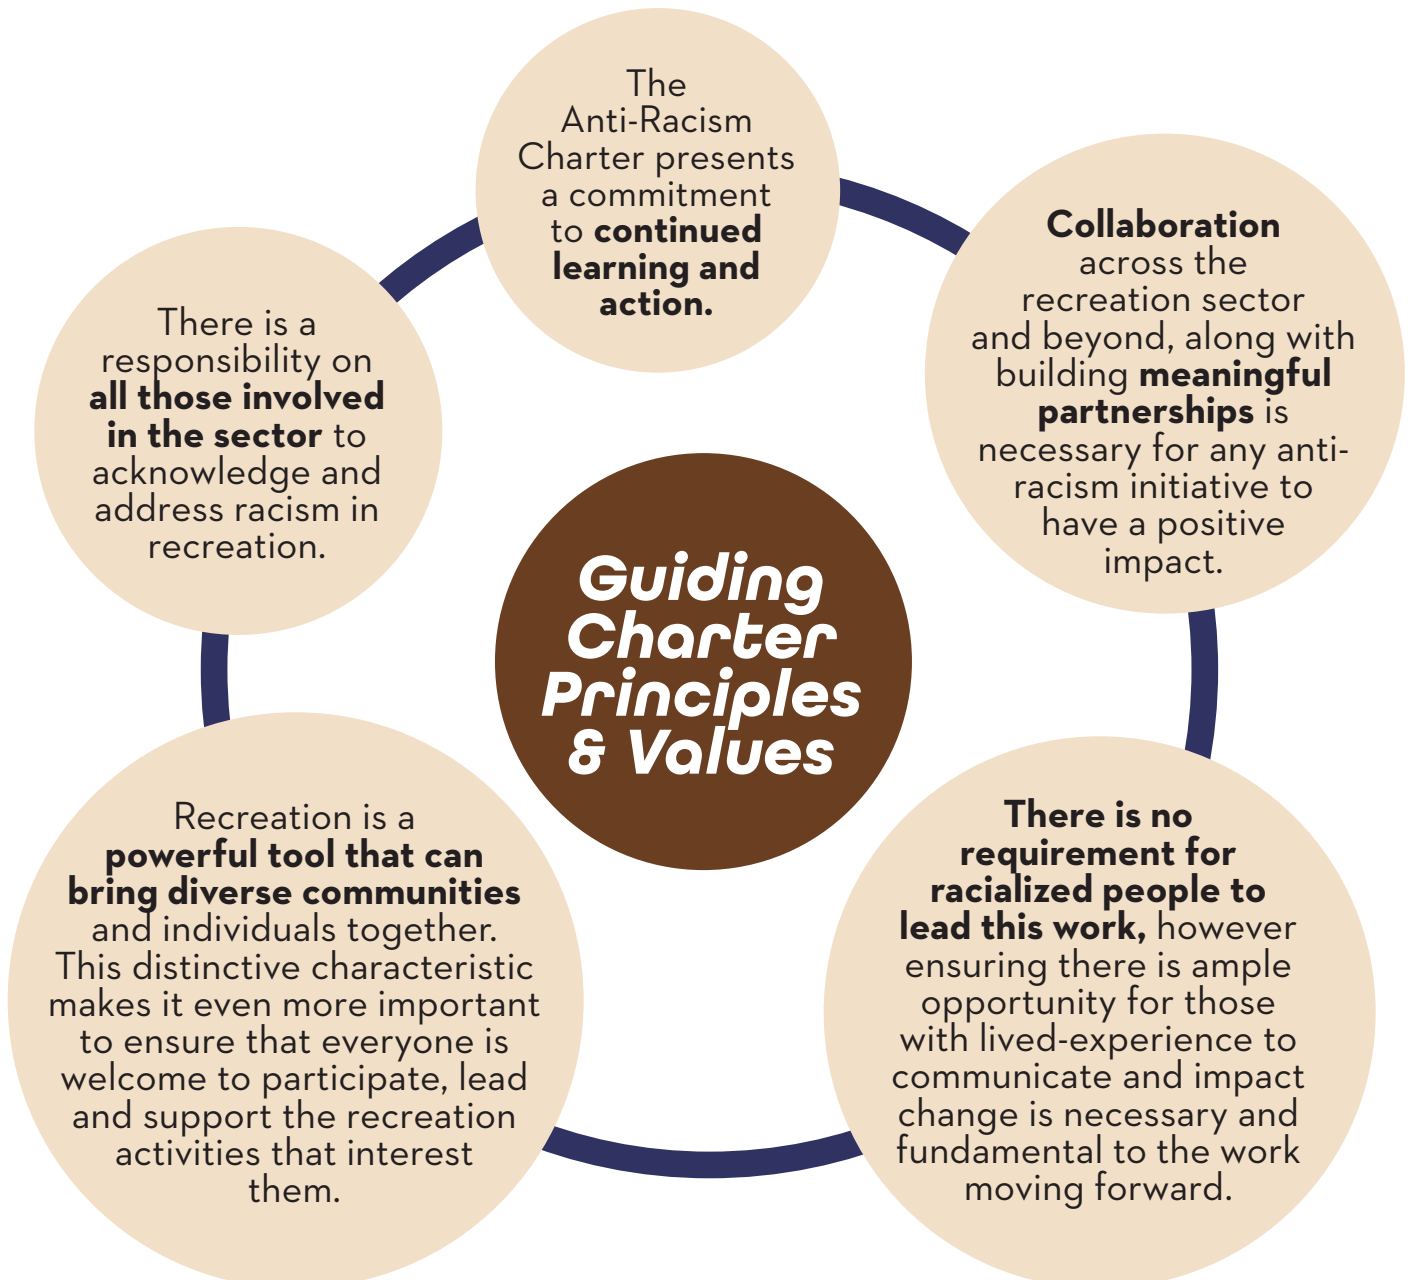 The
Anti-Racism
Charter presents
a commitment
to continued
learning and
action.
Collaboration
across the
recreation sector
and beyond, along with
building meaningful
partnerships is
necessary for any anti-
racism initiative to
have a positive
impact.
There is a
responsibility on
all those involved
in the sector to
acknowledge and
address racism in
recreation.
Guiding
Charter
Principles
& Values
Recreation is a
powerful tool that can
bring diverse communities
and individuals together.
This distinctive characteristic
makes it even more important
to ensure that everyone is
welcome to participate, lead
and support the recreation
activities that interest
them.
There is no
requirement for
racialized people to
lead this work, however
ensuring there is ample
opportunity for those
with lived-experience to
communicate and impact
change is necessary and
fundamental to the work
moving forward.